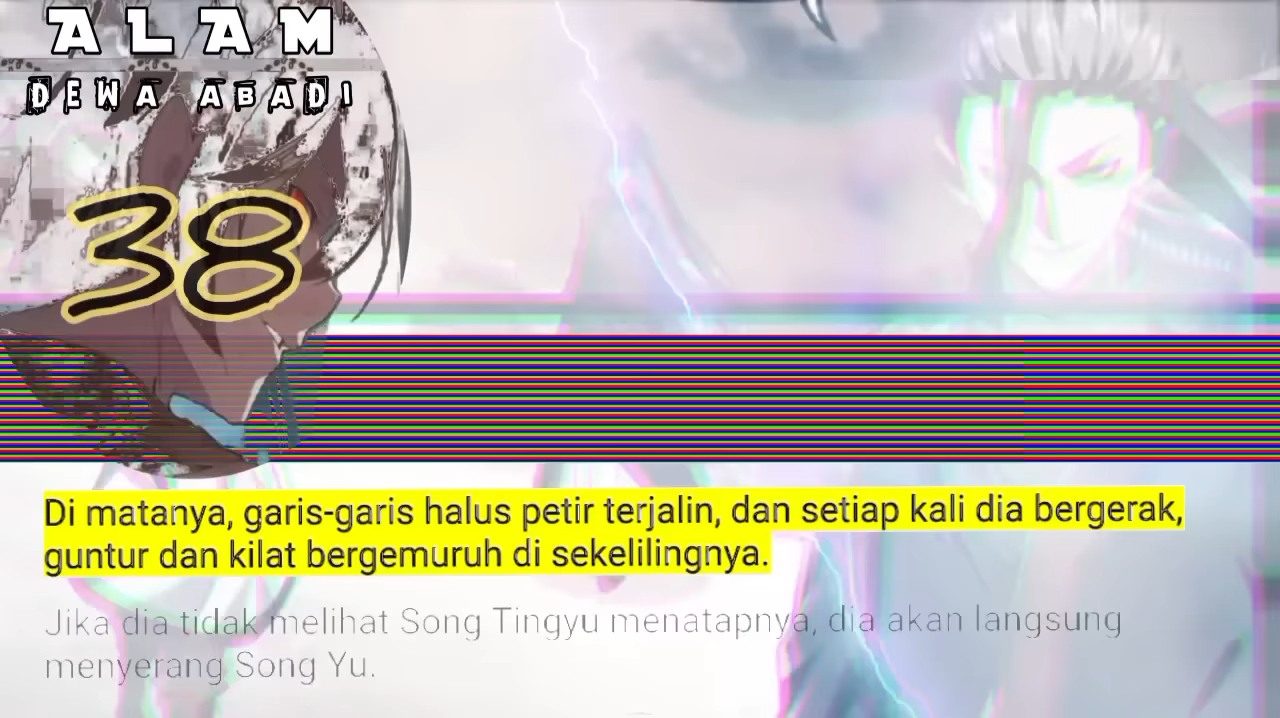 ALAM
DEWA ABADI
38
Di matanya, garis-garis halus petir terjalin, dan setiap kali dia bergerak,
guntur dan kilat bergemuruh di sekelilingnya.
Jika dia tidak melihat Song Tingyu menatapnya, dia akan langsung
menyerang Song Yu.